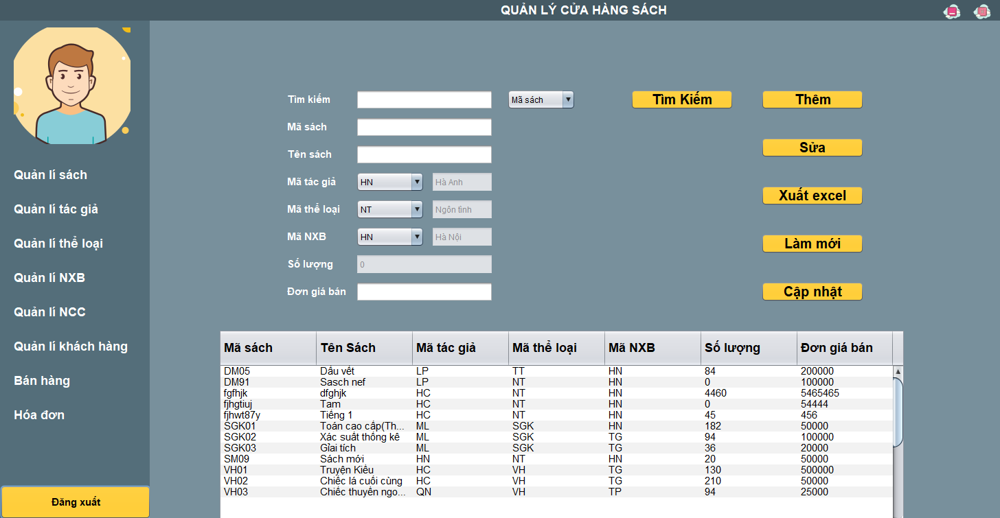 QUẢN LÝ CỬA HÀNG SÁCH
Quản lí sách
Quản lí tác giả
Quản lí thể loại
Quản lí NXB
Quản lí NCC
Quản lí khách hàng
Bán hàng
Hóa đơn
Đăng xuất
Tìm kiếm Mã sách Tìm Kiếm Thêm
Mã sách
Tên sách Sửa
Mã tác giả HN Hà Anh
Xuất excel
Mã thể loại NT Ngôn tình
Mã NXB HN Hà Nội Làm mới
Số lượng 0
Đơn giá bán Cập nhật
Mã sách Tên Sách Mã tác giả Mã thể loại Mã NXB Số lượng Đơn giá bán
DM05 Dấu vết LP TT HN 84 200000
DM91 Sasch nef LP NT HN 0 100000
fgfhjk dfghjk HC NT HN 4460 5465465
fjhgtiuj Tam HC NT HN 0 54444
fjhwt87y Tiếng 1 HC NT HN 45 456
SGK01 Toán cao cấp(Th... ML SGK HN 182 50000
SGK02 Xác suất thống kê ML SGK TG 94 100000
SGK03 Giải tích ML SGK TG 36 20000
SM09 Sách mới HN NT HN 20 50000
VH01 Truyện Kiều HC VH TG 130 500000
VH02 Chiếc lá cuối cùng HC VH TG 210 50000
VH03 Chiếc thuyền ngo... QN VH TP 94 25000